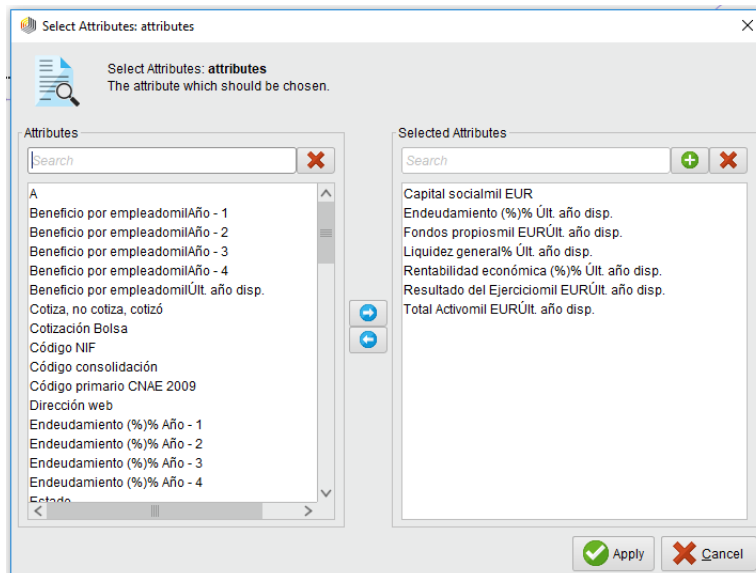 Select Attributes: attributes
Select Attributes: attributes
The attribute which should be chosen.
Attributes
Search
A
Beneficio por empleadomilAño - 1
Beneficio por empleadomilAño - 2
Beneficio por empleadomilAño - 3
Beneficio por empleadomilAño - 4
Beneficio por empleadomilÚlt. año disp.
Cotiza, no cotiza, cotizó
Cotización Bolsa
Código NIF
Código consolidación
Código primario CNAE 2009
Dirección web
Endeudamiento (%)% Año - 1
Endeudamiento (%)% Año - 2
Endeudamiento (%)% Año - 3
Endeudamiento (%)% Año - 4
Estado
Selected Attributes
Search
Capital socialmil EUR
Endeudamiento (%)% Últ. año disp.
Fondos propiosmil EURÚlt. año disp.
Liquidez general% Últ. año disp.
Rentabilidad económica (%)% Últ. año disp.
Resultado del Ejerciciomil EURÚlt. año disp.
Total Activomil EURÚlt. año disp.
Apply
Cancel